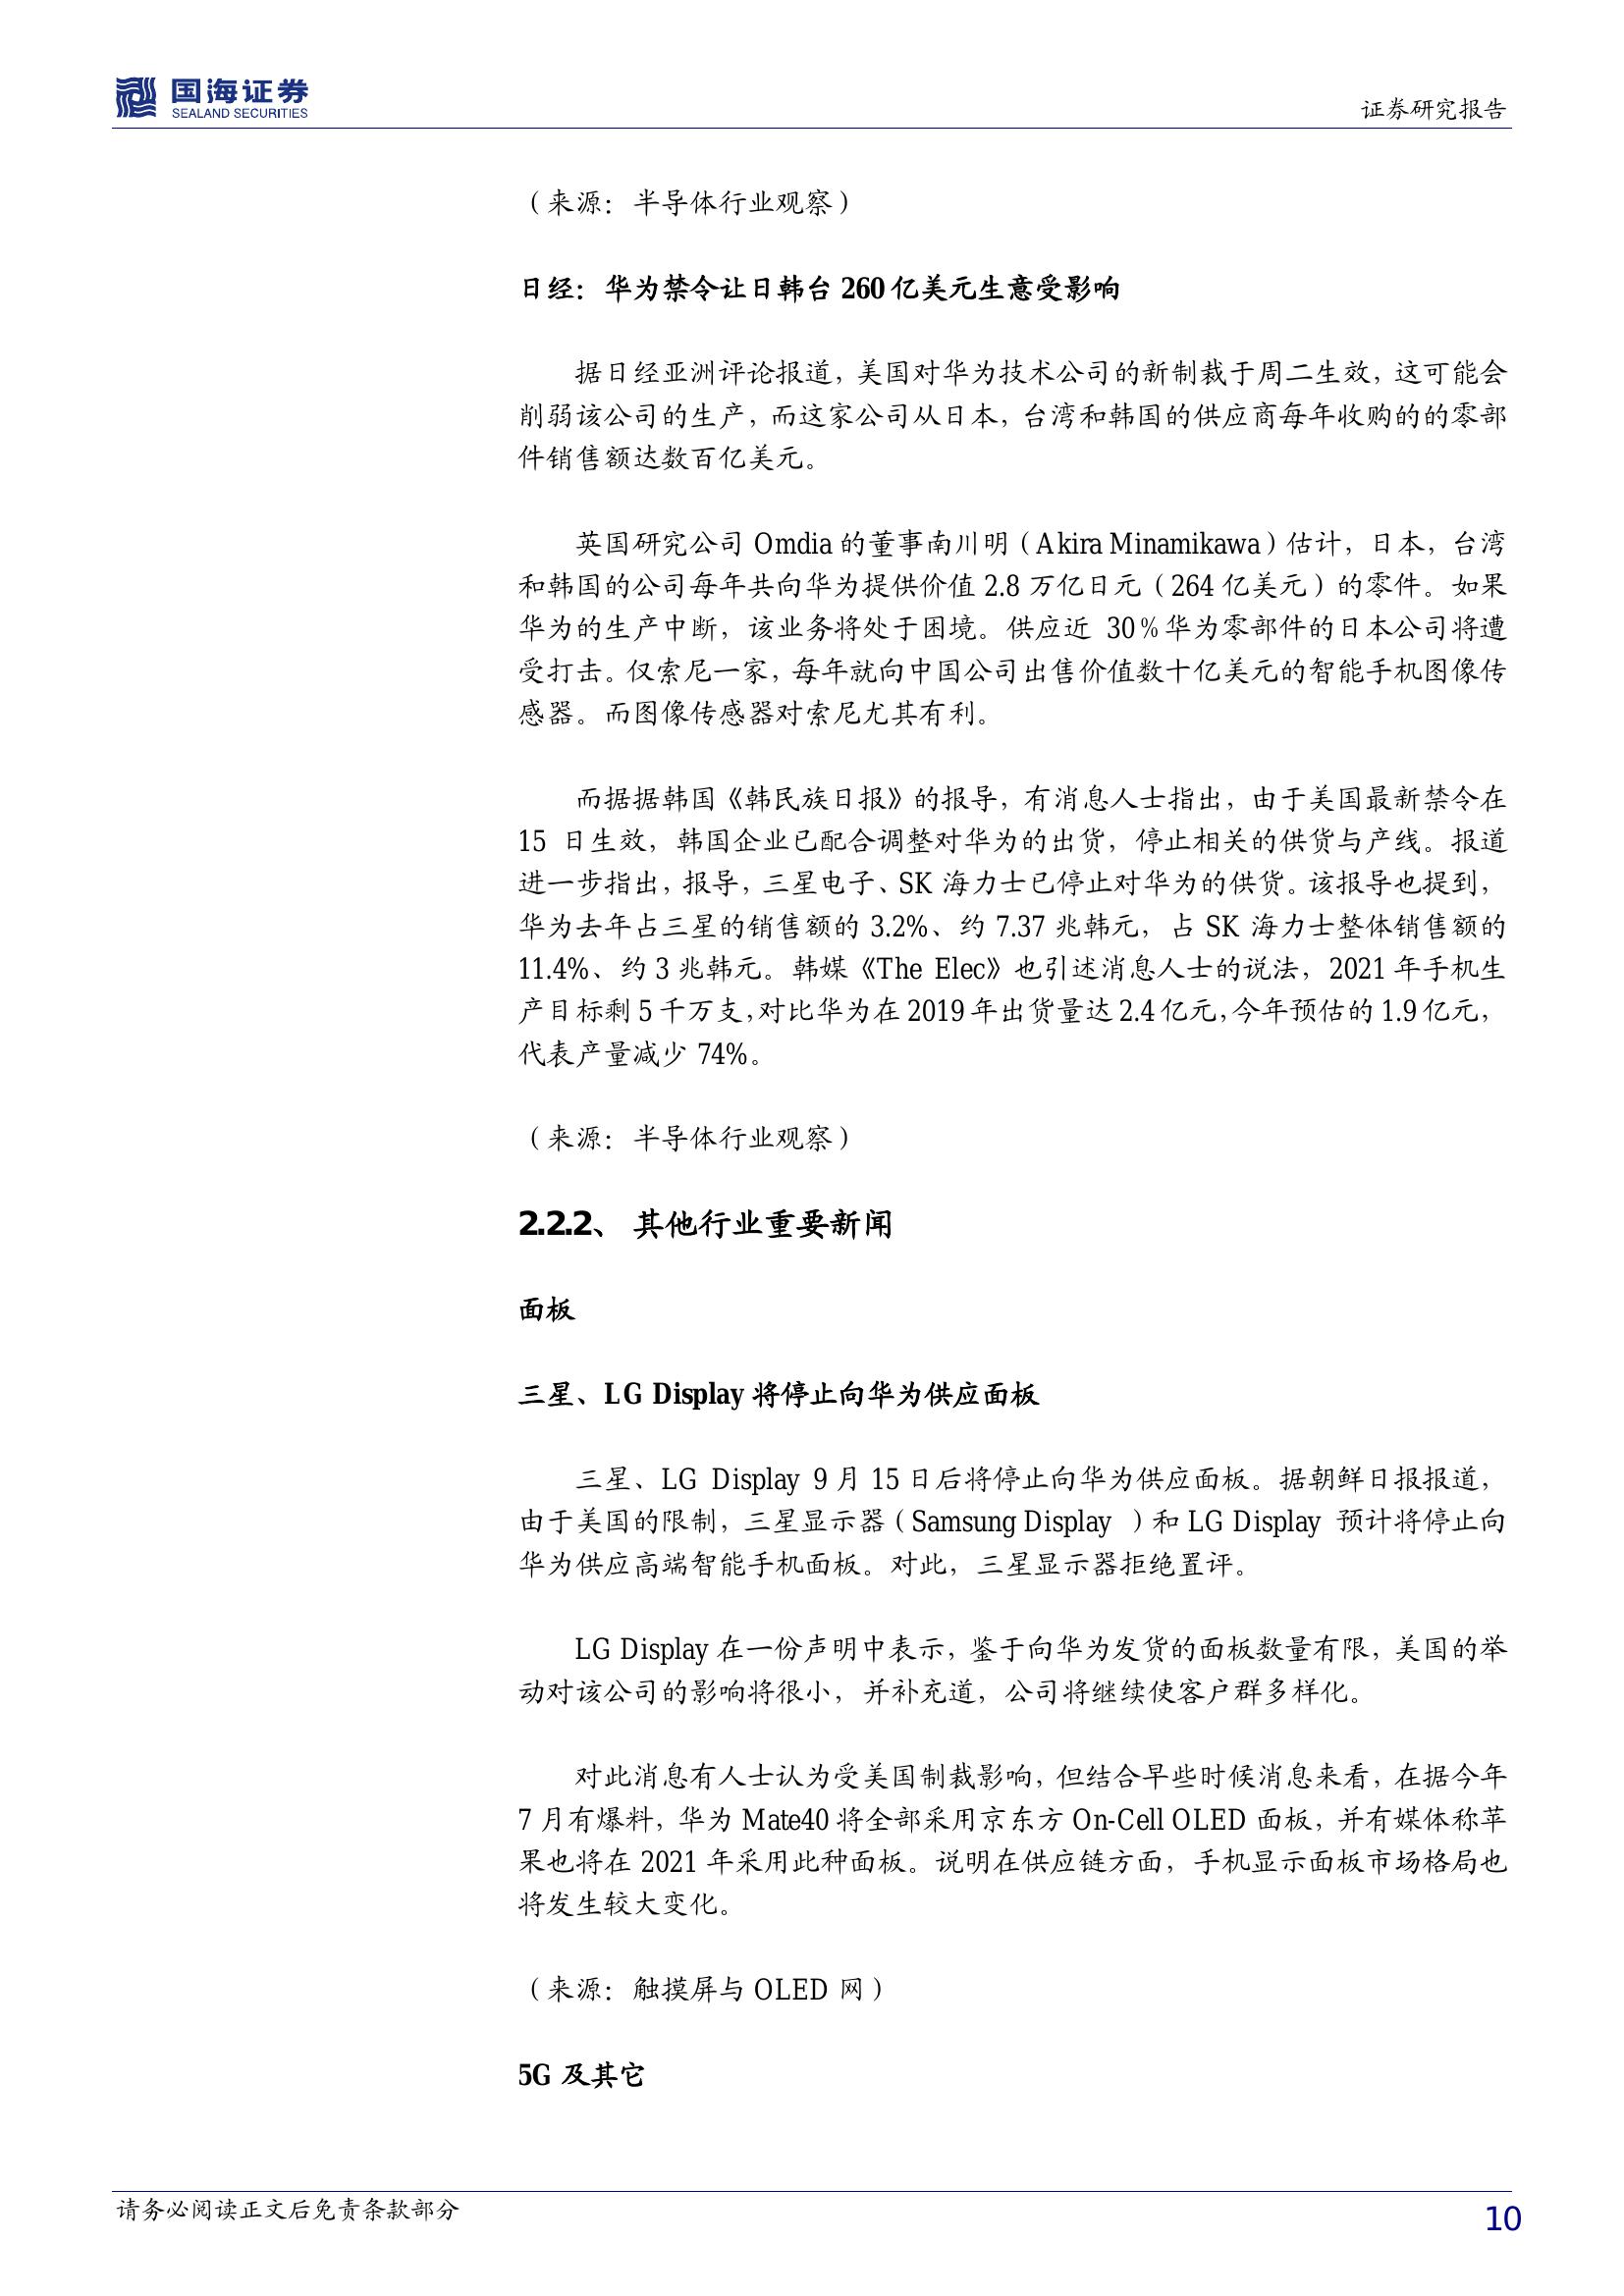 国海证券
SEALAND SECURITIES
证券研究报告
（来源：半导体行业观察）
日经：华为禁令让日韩台 260 亿美元生意受影响
据日经亚洲评论报道，美国对华为技术公司的新制裁于周二生效，这可能会
削弱该公司的生产，而这家公司从日本，台湾和韩国的供应商每年收购的的零部
件销售额达数百亿美元。
英国研究公司 Omdia 的董事南川明（Akira Minamikawa）估计，日本，台湾
和韩国的公司每年共向华为提供价值 2.8 万亿日元（264 亿美元）的零件。如果
华为的生产中断，该业务将处于困境。供应近 30％华为零部件的日本公司将遭
受打击。仅索尼一家，每年就向中国公司出售价值数十亿美元的智能手机图像传
感器。而图像传感器对索尼尤其有利。
而据据韩国《韩民族日报》的报导，有消息人士指出，由于美国最新禁令在
15 日生效，韩国企业已配合调整对华为的出货，停止相关的供货与产线。报道
进一步指出，报导，三星电子、SK 海力士已停止对华为的供货。该报导也提到，
华为去年占三星的销售额的 3.2%、约 7.37 兆韩元，占 SK 海力士整体销售额的
11.4%、约 3 兆韩元。韩媒《The Elec》也引述消息人士的说法，2021 年手机生
产目标剩 5 千万支，对比华为在 2019 年出货量达 2.4 亿元，今年预估的 1.9 亿元，
代表产量减少 74%。
（来源：半导体行业观察）
2.2.2、 其他行业重要新闻
面板
三星、LG Display 将停止向华为供应面板
三星、LG Display 9 月 15 日后将停止向华为供应面板。据朝鲜日报报道，
由于美国的限制，三星显示器（Samsung Display ）和 LG Display 预计将停止向
华为供应高端智能手机面板。对此，三星显示器拒绝置评。
LG Display 在一份声明中表示，鉴于向华为发货的面板数量有限，美国的举
动对该公司的影响将很小，并补充道，公司将继续使客户群多样化。
对此消息有人士认为受美国制裁影响，但结合早些时候消息来看，在据今年
7 月有爆料，华为 Mate40 将全部采用京东方 On-Cell OLED 面板，并有媒体称苹
果也将在 2021 年采用此种面板。说明在供应链方面，手机显示面板市场格局也
将发生较大变化。
（来源：触摸屏与 OLED 网）
5G 及其它
请务必阅读正文后免责条款部分
10